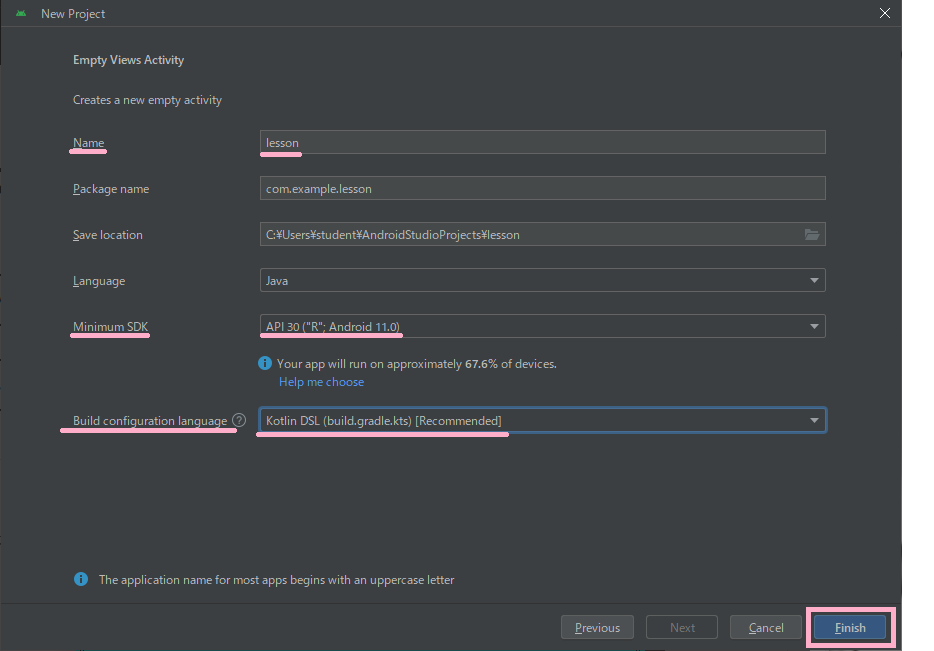 New Project
Empty Views Activity
Creates a new empty activity
Name lesson
Package name com.example.lesson
Save location C:¥Users¥student¥AndroidStudioProjects¥lesson
Language Java
Minimum SDK API 30 ("R"; Android 11.0)
Your app will run on approximately 67.6% of devices.
Help me choose
Build configuration language ? Kotlin DSL (build.gradle.kts) [Recommended]
The application name for most apps begins with an uppercase letter
Previous Next Cancel Finish